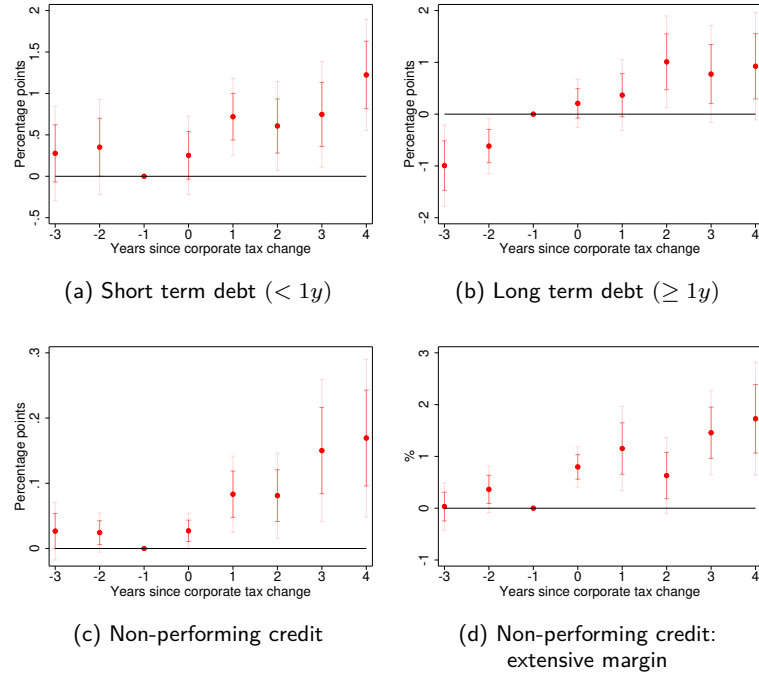 Percentage points
2
1.5
1
.5
0
-.5
-3 -2 -1 0 1 2 3 4
Years since corporate tax change
(a) Short term debt (< 1y)
Percentage points
2
1
0
-1
-2
-3 -2 -1 0 1 2 3 4
Years since corporate tax change
(b) Long term debt (≥ 1y)
Percentage points
.3
.2
.1
0
-3 -2 -1 0 1 2 3 4
Years since corporate tax change
(c) Non-performing credit
%
3
2
1
0
-1
-3 -2 -1 0 1 2 3 4
Years since corporate tax change
(d) Non-performing credit:
extensive margin